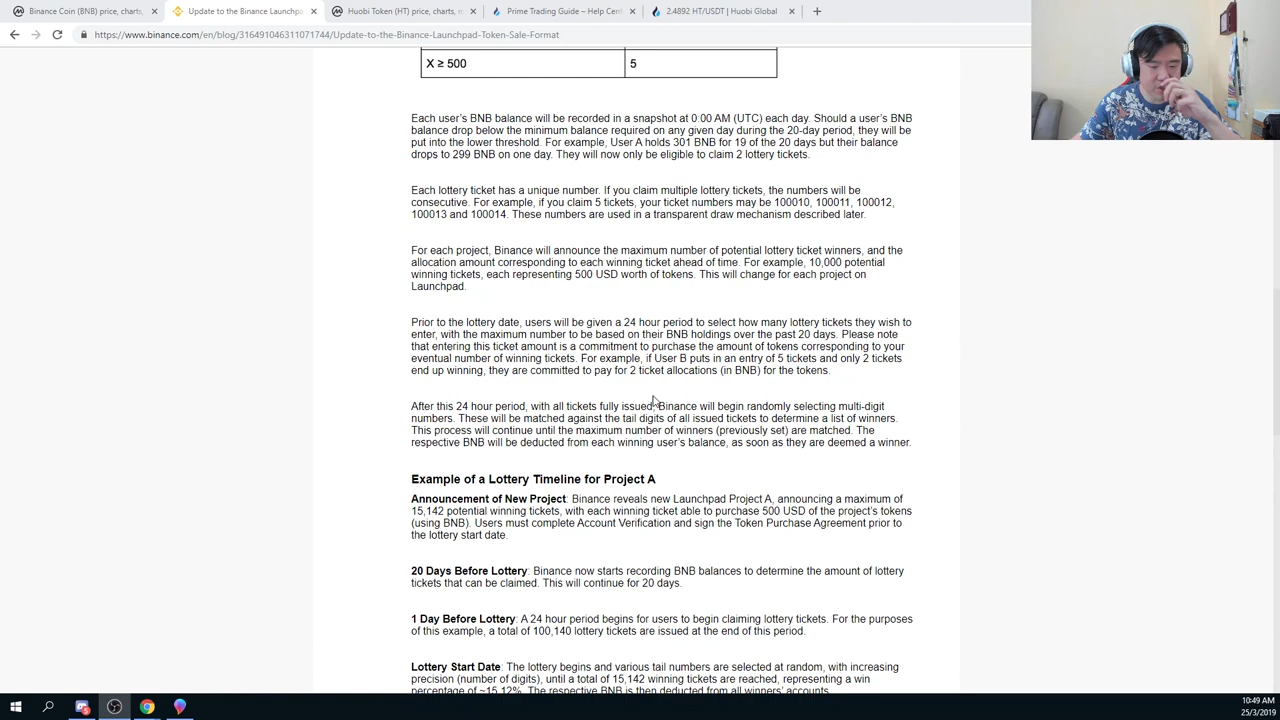 Binance Coin (BNB) price, charts,
Update to the Binance Launchpa
Huobi Token (HT) price, charts, m
Prime Trading Guide – Help Cen
2.4892 HT/USDT | Huobi Global
https://www.binance.com/en/blog/316491046311071744/Update-to-the-Binance-Launchpad-Token-Sale-Format
X ≥ 500 5
Each user's BNB balance will be recorded in a snapshot at 0:00 AM (UTC) each day. Should a user's BNB
balance drop below the minimum balance required on any given day during the 20-day period, they will be
put into the lower threshold. For example, User A holds 301 BNB for 19 of the 20 days but their balance
drops to 299 BNB on one day. They will now only be eligible to claim 2 lottery tickets.
Each lottery ticket has a unique number. If you claim multiple lottery tickets, the numbers will be
consecutive. For example, if you claim 5 tickets, your ticket numbers may be 100010, 100011, 100012,
100013 and 100014. These numbers are used in a transparent draw mechanism described later.
For each project, Binance will announce the maximum number of potential lottery ticket winners, and the
allocation amount corresponding to each winning ticket ahead of time. For example, 10,000 potential
winning tickets, each representing 500 USD worth of tokens. This will change for each project on
Launchpad.
Prior to the lottery date, users will be given a 24 hour period to select how many lottery tickets they wish to
enter, with the maximum number to be based on their BNB holdings over the past 20 days. Please note
that entering this ticket amount is a commitment to purchase the amount of tokens corresponding to your
eventual number of winning tickets. For example, if User B puts in an entry of 5 tickets and only 2 tickets
end up winning, they are committed to pay for 2 ticket allocations (in BNB) for the tokens.
After this 24 hour period, with all tickets fully issued, Binance will begin randomly selecting multi-digit
numbers. These will be matched against the tail digits of all issued tickets to determine a list of winners.
This process will continue until the maximum number of winners (previously set) are matched. The
respective BNB will be deducted from each winning user's balance, as soon as they are deemed a winner.
Example of a Lottery Timeline for Project A
Announcement of New Project: Binance reveals new Launchpad Project A, announcing a maximum of
15,142 potential winning tickets, with each winning ticket able to purchase 500 USD of the project's tokens
(using BNB). Users must complete Account Verification and sign the Token Purchase Agreement prior to
the lottery start date.
20 Days Before Lottery: Binance now starts recording BNB balances to determine the amount of lottery
tickets that can be claimed. This will continue for 20 days.
1 Day Before Lottery: A 24 hour period begins for users to begin claiming lottery tickets. For the purposes
of this example, a total of 100,140 lottery tickets are issued at the end of this period.
Lottery Start Date: The lottery begins and various tail numbers are selected at random, with increasing
precision (number of digits), until a total of 15,142 winning tickets are reached, representing a win
percentage of ~15.12%. The respective BNB is then deducted from all winners' accounts.
10:49 AM
25/3/2019